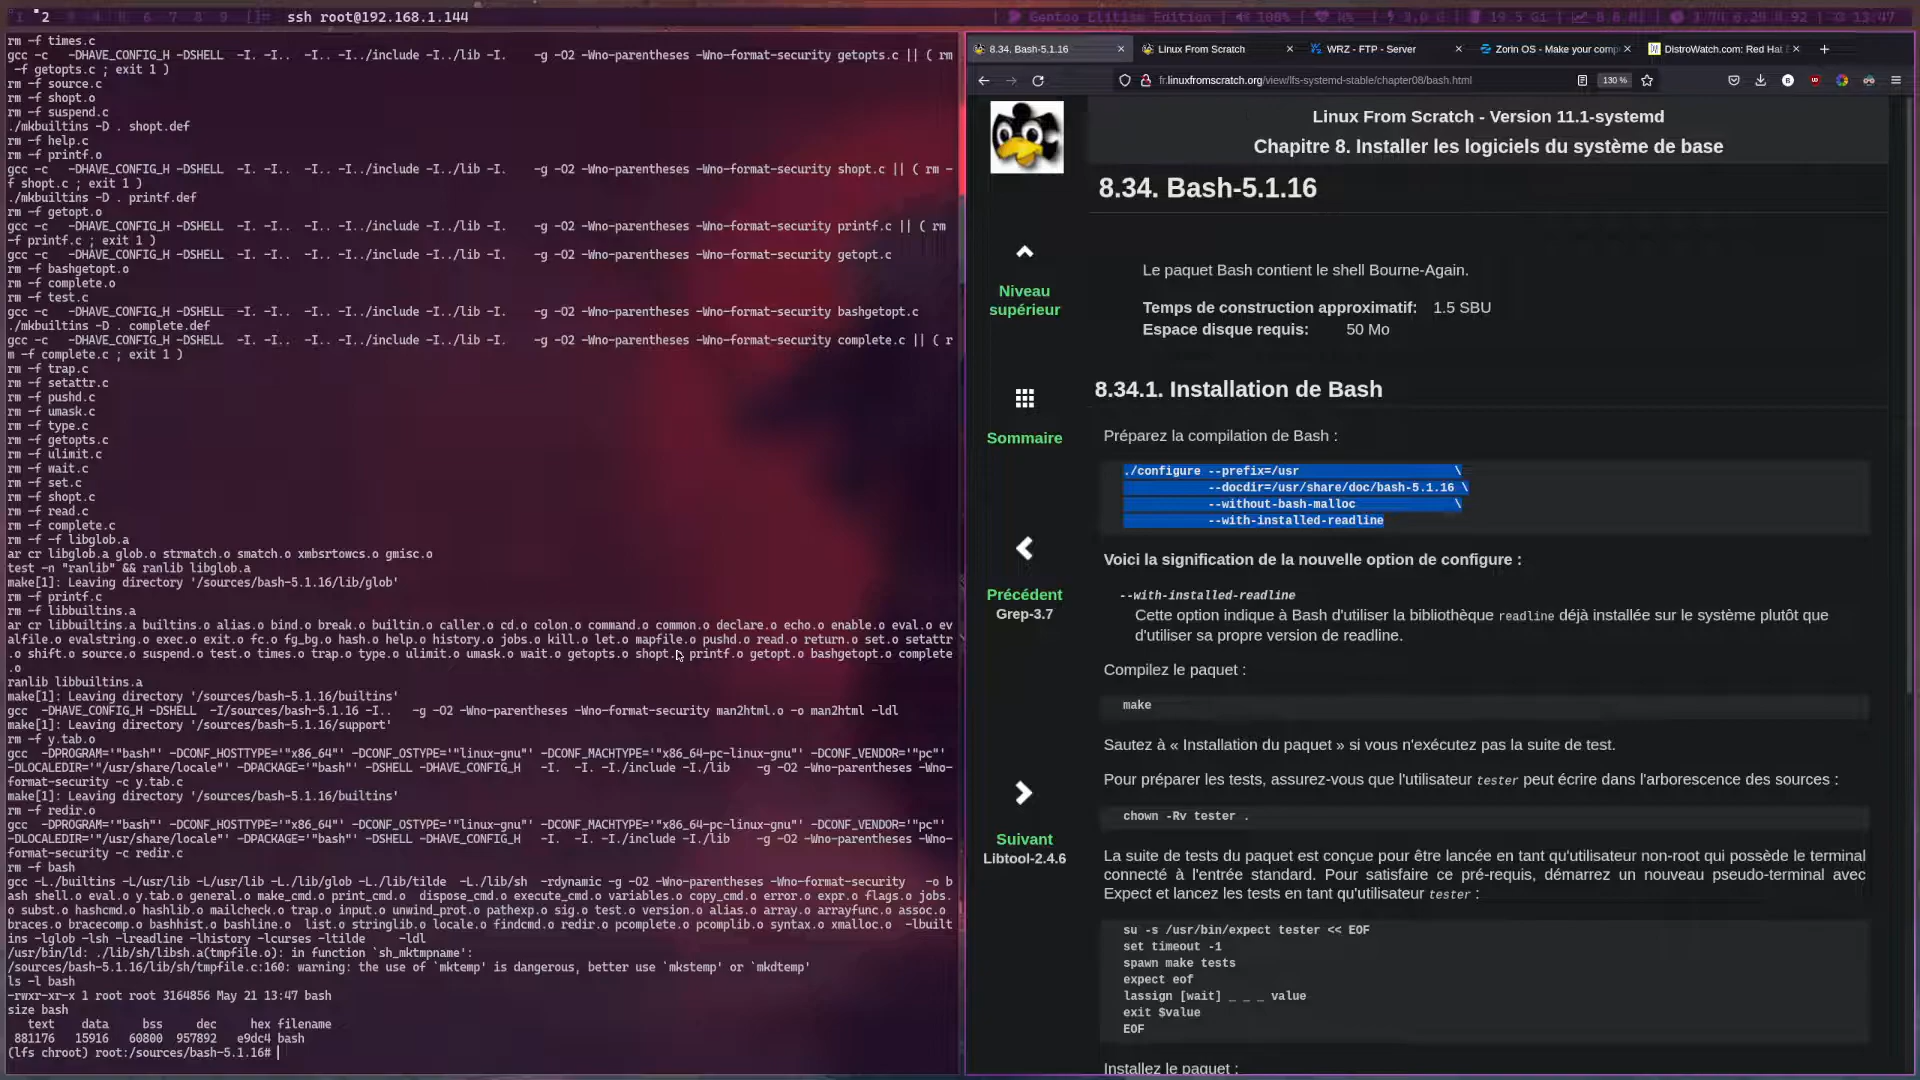 2
ssh root@192.168.1.144
Gentoo Elitism Edition
rm -f times.c
gcc -c   -DHAVE_CONFIG_H -DSHELL  -I. -I..  -I.. -I../include -I../lib -I.    -g -O2 -Wno-parentheses -Wno-format-security getopts.c || ( rm
-f getopts.c ; exit 1 )
rm -f source.c
rm -f shopt.o
rm -f suspend.c
./mkbuiltins -D . shopt.def
rm -f help.c
rm -f printf.o
gcc -c   -DHAVE_CONFIG_H -DSHELL  -I. -I..  -I.. -I../include -I../lib -I.    -g -O2 -Wno-parentheses -Wno-format-security shopt.c || ( rm -
f shopt.c ; exit 1 )
./mkbuiltins -D . printf.def
rm -f getopt.o
gcc -c   -DHAVE_CONFIG_H -DSHELL  -I. -I..  -I.. -I../include -I../lib -I.    -g -O2 -Wno-parentheses -Wno-format-security printf.c || ( rm
-f printf.c ; exit 1 )
gcc -c   -DHAVE_CONFIG_H -DSHELL  -I. -I..  -I.. -I../include -I../lib -I.    -g -O2 -Wno-parentheses -Wno-format-security getopt.c
rm -f bashgetopt.o
rm -f complete.o
rm -f test.c
gcc -c   -DHAVE_CONFIG_H -DSHELL  -I. -I..  -I.. -I../include -I../lib -I.    -g -O2 -Wno-parentheses -Wno-format-security bashgetopt.c
./mkbuiltins -D . complete.def
gcc -c   -DHAVE_CONFIG_H -DSHELL  -I. -I..  -I.. -I../include -I../lib -I.    -g -O2 -Wno-parentheses -Wno-format-security complete.c || ( r
m -f complete.c ; exit 1 )
rm -f trap.c
rm -f setattr.c
rm -f pushd.c
rm -f umask.c
rm -f type.c
rm -f getopts.c
rm -f ulimit.c
rm -f wait.c
rm -f set.c
rm -f shopt.c
rm -f read.c
rm -f complete.c
rm -f -f libglob.a
ar cr libglob.a glob.o strmatch.o smatch.o xmbsrtowcs.o gmisc.o
test -n "ranlib" && ranlib libglob.a
make[1]: Leaving directory '/sources/bash-5.1.16/lib/glob'
rm -f printf.c
rm -f libbuiltins.a
ar cr libbuiltins.a builtins.o alias.o bind.o break.o builtin.o caller.o cd.o colon.o command.o common.o declare.o echo.o enable.o eval.o ev
alfile.o evalstring.o exec.o exit.o fc.o fg_bg.o hash.o help.o history.o jobs.o kill.o let.o mapfile.o pushd.o read.o return.o set.o setattr
.o shift.o source.o suspend.o test.o times.o trap.o type.o ulimit.o umask.o wait.o getopts.o shopt.o printf.o getopt.o bashgetopt.o complete
.o
ranlib libbuiltins.a
make[1]: Leaving directory '/sources/bash-5.1.16/builtins'
gcc  -DHAVE_CONFIG_H -DSHELL  -I/sources/bash-5.1.16 -I..   -g -O2 -Wno-parentheses -Wno-format-security man2html.o -o man2html -ldl
make[1]: Leaving directory '/sources/bash-5.1.16/support'
rm -f y.tab.o
gcc  -DPROGRAM='"bash"' -DCONF_HOSTTYPE='"x86_64"' -DCONF_OSTYPE='"linux-gnu"' -DCONF_MACHTYPE='"x86_64-pc-linux-gnu"' -DCONF_VENDOR='"pc"'
-DLOCALEDIR='"/usr/share/locale"' -DPACKAGE='"bash"' -DSHELL -DHAVE_CONFIG_H   -I.  -I. -I./include -I./lib    -g -O2 -Wno-parentheses -Wno-
format-security -c y.tab.c
make[1]: Leaving directory '/sources/bash-5.1.16/builtins'
rm -f redir.o
gcc  -DPROGRAM='"bash"' -DCONF_HOSTTYPE='"x86_64"' -DCONF_OSTYPE='"linux-gnu"' -DCONF_MACHTYPE='"x86_64-pc-linux-gnu"' -DCONF_VENDOR='"pc"'
-DLOCALEDIR='"/usr/share/locale"' -DPACKAGE='"bash"' -DSHELL -DHAVE_CONFIG_H   -I.  -I. -I./include -I./lib    -g -O2 -Wno-parentheses -Wno-
format-security -c redir.c
rm -f bash
gcc -L./builtins -L/usr/lib -L/usr/lib -L./lib/glob -L./lib/tilde  -L./lib/sh  -rdynamic -g -O2 -Wno-parentheses -Wno-format-security   -o b
ash shell.o eval.o y.tab.o general.o make_cmd.o print_cmd.o  dispose_cmd.o execute_cmd.o variables.o copy_cmd.o error.o expr.o flags.o jobs.
o subst.o hashcmd.o hashlib.o mailcheck.o trap.o input.o unwind_prot.o pathexp.o sig.o test.o version.o alias.o array.o arrayfunc.o assoc.o
braces.o bracecomp.o bashhist.o bashline.o  list.o stringlib.o locale.o findcmd.o redir.o pcomplete.o pcomplib.o syntax.o xmalloc.o  -lbuilt
ins -lglob -lsh -lreadline -lhistory -lcurses -ltilde     -ldl
/usr/bin/ld: ./lib/sh/libsh.a(tmpfile.o): in function `sh_mktmpname':
/sources/bash-5.1.16/lib/sh/tmpfile.c:160: warning: the use of `mktemp' is dangerous, better use `mkstemp' or `mkdtemp'
ls -l bash
-rwxr-xr-x 1 root root 3164856 May 21 13:47 bash
size bash
   text    data     bss     dec     hex filename
 881176   15916   60800  957892   e9dc4 bash
(lfs chroot) root:/sources/bash-5.1.16#
8.34. Bash-5.1.16
Linux From Scratch
WRZ - FTP - Server
Zorin OS - Make your comp
DistroWatch.com: Red Hat E
fr.linuxfromscratch.org/view/lfs-systemd-stable/chapter08/bash.html
130 %
Linux From Scratch - Version 11.1-systemd
Chapitre 8. Installer les logiciels du système de base
8.34. Bash-5.1.16
Niveau
supérieur
Sommaire
Précédent
Grep-3.7
Suivant
Libtool-2.4.6
Le paquet Bash contient le shell Bourne-Again.
Temps de construction approximatif: 1.5 SBU
Espace disque requis: 50 Mo
8.34.1. Installation de Bash
Préparez la compilation de Bash :
./configure --prefix=/usr                      \
            --docdir=/usr/share/doc/bash-5.1.16 \
            --without-bash-malloc              \
            --with-installed-readline
Voici la signification de la nouvelle option de configure :
--with-installed-readline
Cette option indique à Bash d'utiliser la bibliothèque readline déjà installée sur le système plutôt que
d'utiliser sa propre version de readline.
Compilez le paquet :
make
Sautez à « Installation du paquet » si vous n'exécutez pas la suite de test.
Pour préparer les tests, assurez-vous que l'utilisateur tester peut écrire dans l'arborescence des sources :
chown -Rv tester .
La suite de tests du paquet est conçue pour être lancée en tant qu'utilisateur non-root qui possède le terminal
connecté à l'entrée standard. Pour satisfaire ce pré-requis, démarrez un nouveau pseudo-terminal avec
Expect et lancez les tests en tant qu'utilisateur tester :
su -s /usr/bin/expect tester << EOF
set timeout -1
spawn make tests
expect eof
lassign [wait] _ _ _ value
exit $value
EOF
Installez le paquet :